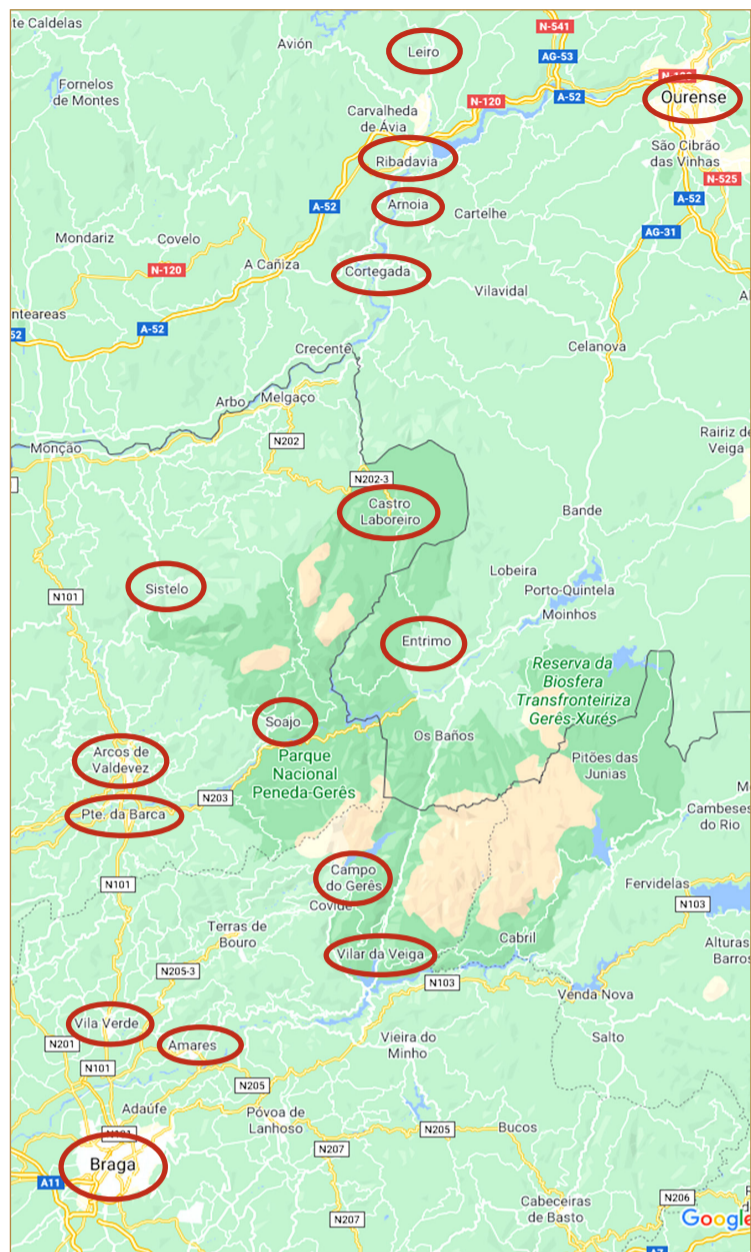 te Caldelas
N-541
Avión
Leiro
AG-53
Fornelos
de Montes
A-52
Ourense
N-120
Carvalheda
de Ávia
São Cibrão
das Vinhas
Ribadavia
N-525
A-52
Arnoia
A-52
Cartelhe
AG-31
Mondariz
Covelo
A Cañiza
Cortegada
N-120
Vilavidal
nteareas
A-52
52
Crecente
Celanova
Arbo
Melgaço
Monção
N202
Rairiz de
Veiga
N202-3
Castro
Laboreiro
Bande
Sistelo
N101
Lobeira
Porto-Quintela
Moinhos
Entrimo
Reserva da
Biosfera
Transfronteiriza
Gerês-Xurés
Soajo
Os Baños
Arcos de
Valdevez
Parque
Nacional
Peneda-Gerês
Pitões das
Junias
N203
Pte. da Barca
Cambeses
do Rio
Campo
do Gerês
N101
Covide
Fervidelas
N103
Terras de
Bouro
Cabril
Vilar da Veiga
Alturas
Barros
N205-3
N103
Venda Nova
Vila Verde
Vieira do
Minho
Salto
N201
Amares
N101
N205
Adaúfe
Póvoa de
Lanhoso
N205
Bucos
N207
Braga
A11
Cabeceiras
de Basto
N206
N207
Google